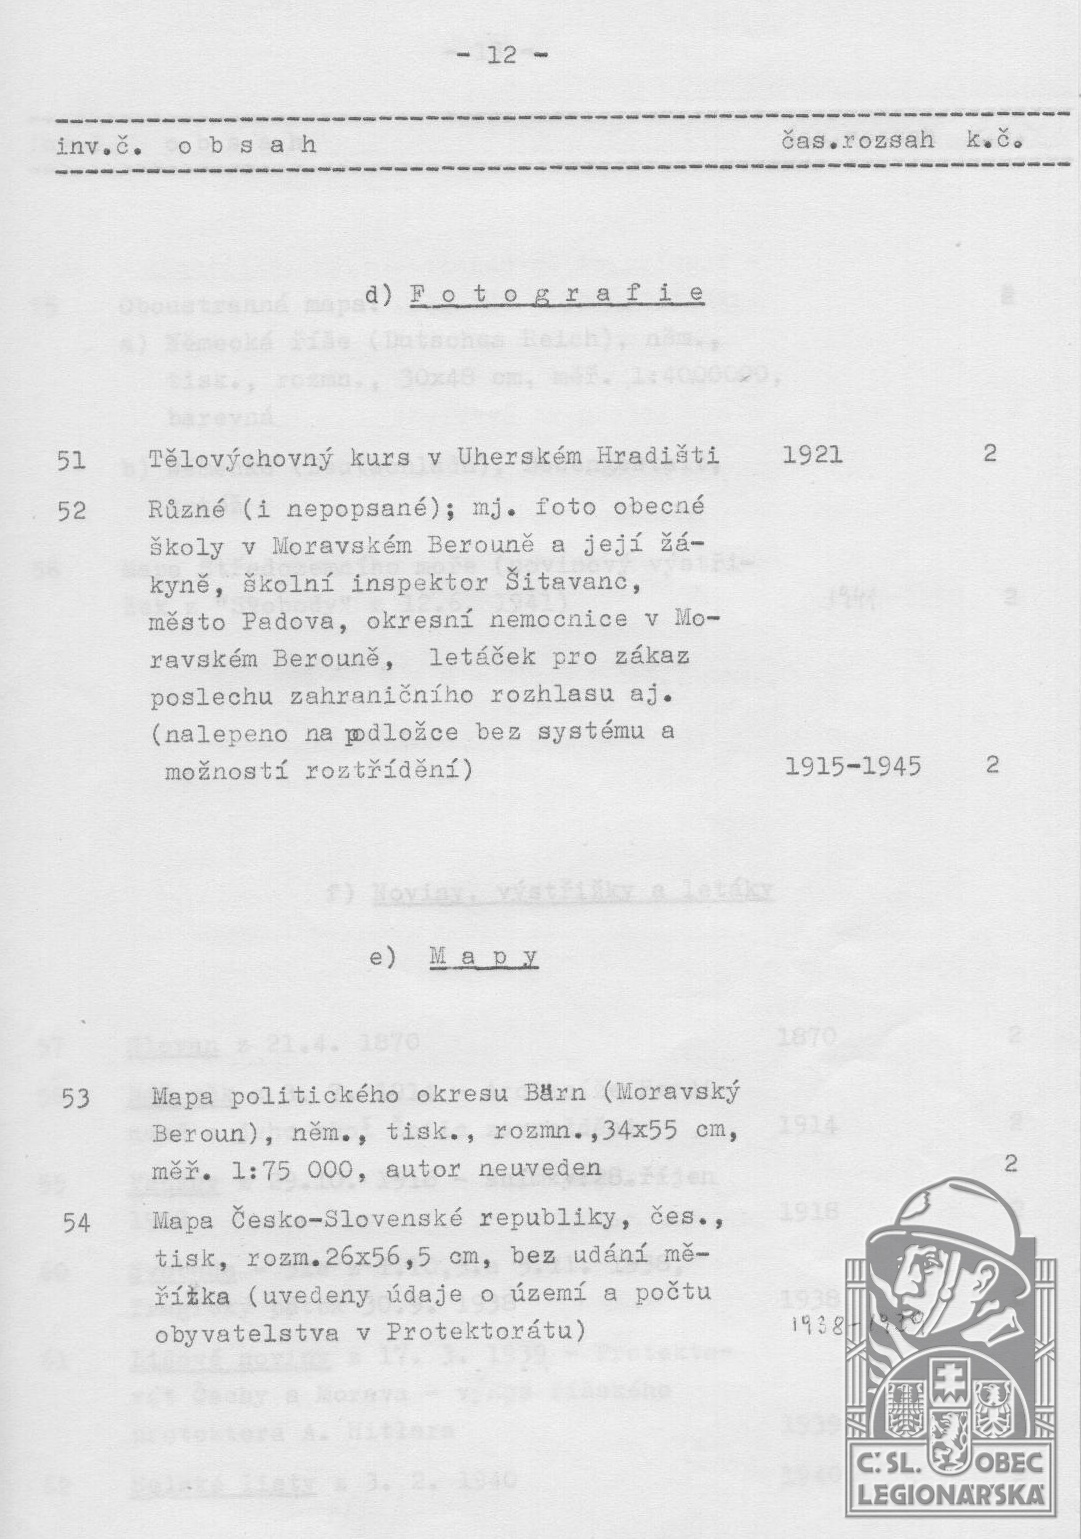 - 12 -
inv.č. o b s a h čas.rozsah k.č.
d) F o t o g r a f i e
51 Tělovýchovný kurs v Uherském Hradišti 1921 2
52 Různé (i nepopsané); mj. foto obecné
školy v Moravském Berouně a její žá-
kyně, školní inspektor Šitavanc,
město Padova, okresní nemocnice v Mo-
ravském Berouně, letáček pro zákaz
poslechu zahraničního rozhlasu aj.
(nalepeno na podložce bez systému a
možností roztřídění) 1915-1945 2
e) M a p y
53 Mapa politického okresu Bärn (Moravský
Beroun), něm., tisk., rozmn.,34x55 cm,
měř. 1:75 000, autor neuveden 2
54 Mapa Česko-Slovenské republiky, čes.,
tisk, rozm.26x56,5 cm, bez udání mě-
řítka (uvedeny údaje o území a počtu
obyvatelstva v Protektorátu) 1938-1939
Č.SL. OBEC
LEGIONÁŘSKÁ